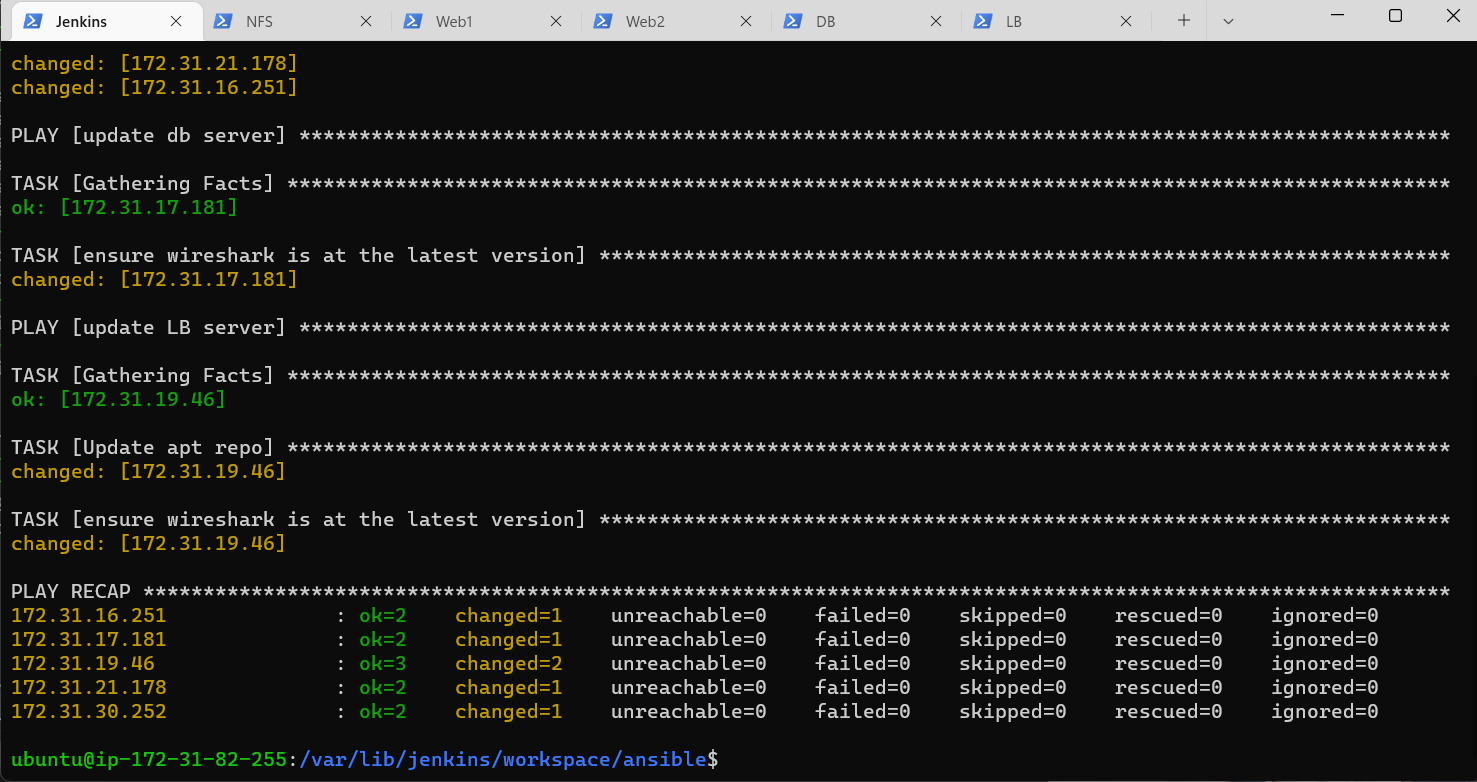 Jenkins NFS Web1 Web2 DB LB
changed: [172.31.21.178]
changed: [172.31.16.251]
PLAY [update db server] ************************************************************************************************
TASK [Gathering Facts] *************************************************************************************************
ok: [172.31.17.181]
TASK [ensure wireshark is at the latest version] ***********************************************************************
changed: [172.31.17.181]
PLAY [update LB server] ************************************************************************************************
TASK [Gathering Facts] *************************************************************************************************
ok: [172.31.19.46]
TASK [Update apt repo] *************************************************************************************************
changed: [172.31.19.46]
TASK [ensure wireshark is at the latest version] ***********************************************************************
changed: [172.31.19.46]
PLAY RECAP *************************************************************************************************************
172.31.16.251              : ok=2    changed=1    unreachable=0    failed=0    skipped=0    rescued=0    ignored=0
172.31.17.181              : ok=2    changed=1    unreachable=0    failed=0    skipped=0    rescued=0    ignored=0
172.31.19.46               : ok=3    changed=2    unreachable=0    failed=0    skipped=0    rescued=0    ignored=0
172.31.21.178              : ok=2    changed=1    unreachable=0    failed=0    skipped=0    rescued=0    ignored=0
172.31.30.252              : ok=2    changed=1    unreachable=0    failed=0    skipped=0    rescued=0    ignored=0
ubuntu@ip-172-31-82-255:/var/lib/jenkins/workspace/ansible$